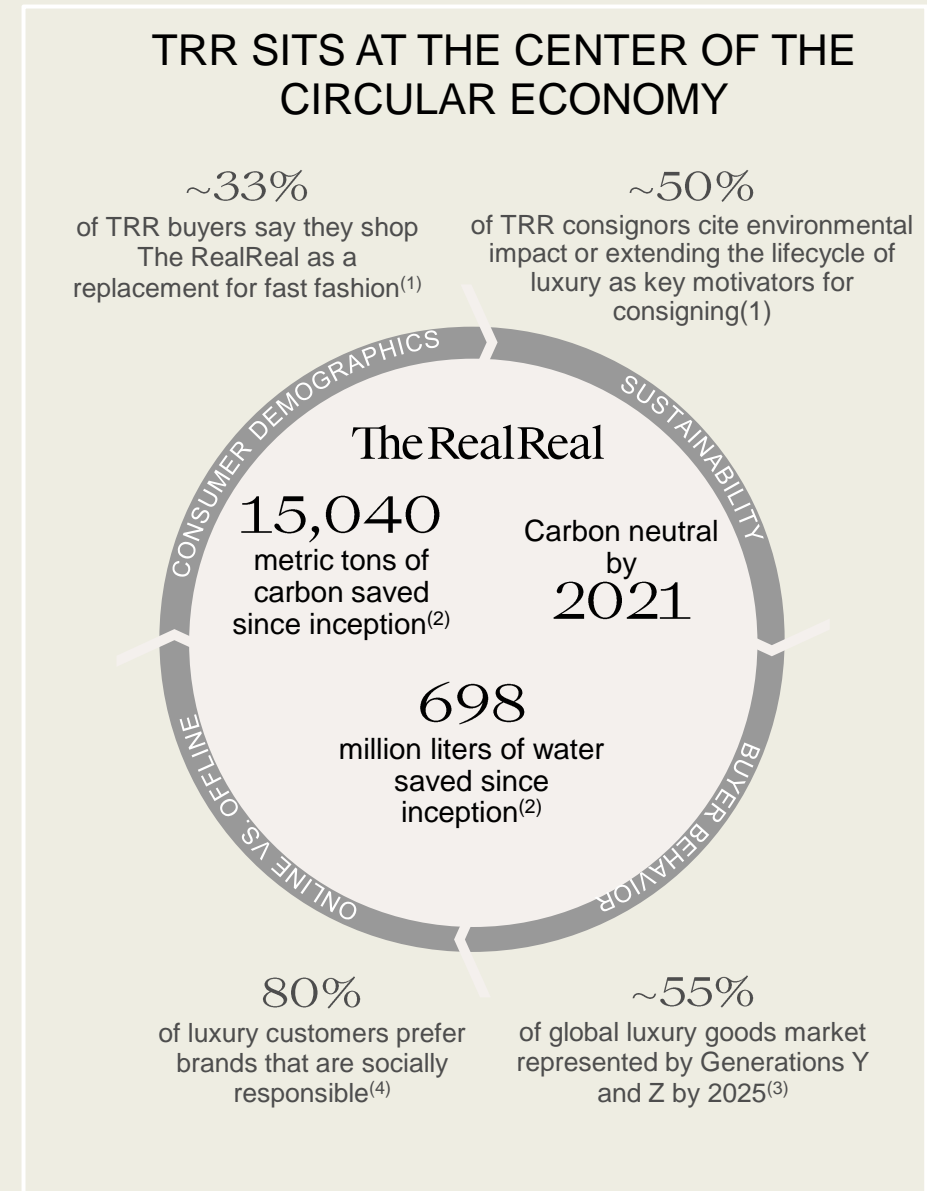 TRR SITS AT THE CENTER OF THE
CIRCULAR ECONOMY
~33%
of TRR buyers say they shop
The RealReal as a
replacement for fast fashion(1)
~50%
of TRR consignors cite environmental
impact or extending the lifecycle of
luxury as key motivators for
consigning(1)
CONSUMER DEMOGRAPHICS
SUSTAINABILITY
The RealReal
15,040
metric tons of
carbon saved
since inception(2)
Carbon neutral
by
2021
698
million liters of water
saved since
inception(2)
ONLINE VS. OFFLINE
BUYER BEHAVIOR
80%
of luxury customers prefer
brands that are socially
responsible(4)
~55%
of global luxury goods market
represented by Generations Y
and Z by 2025(3)